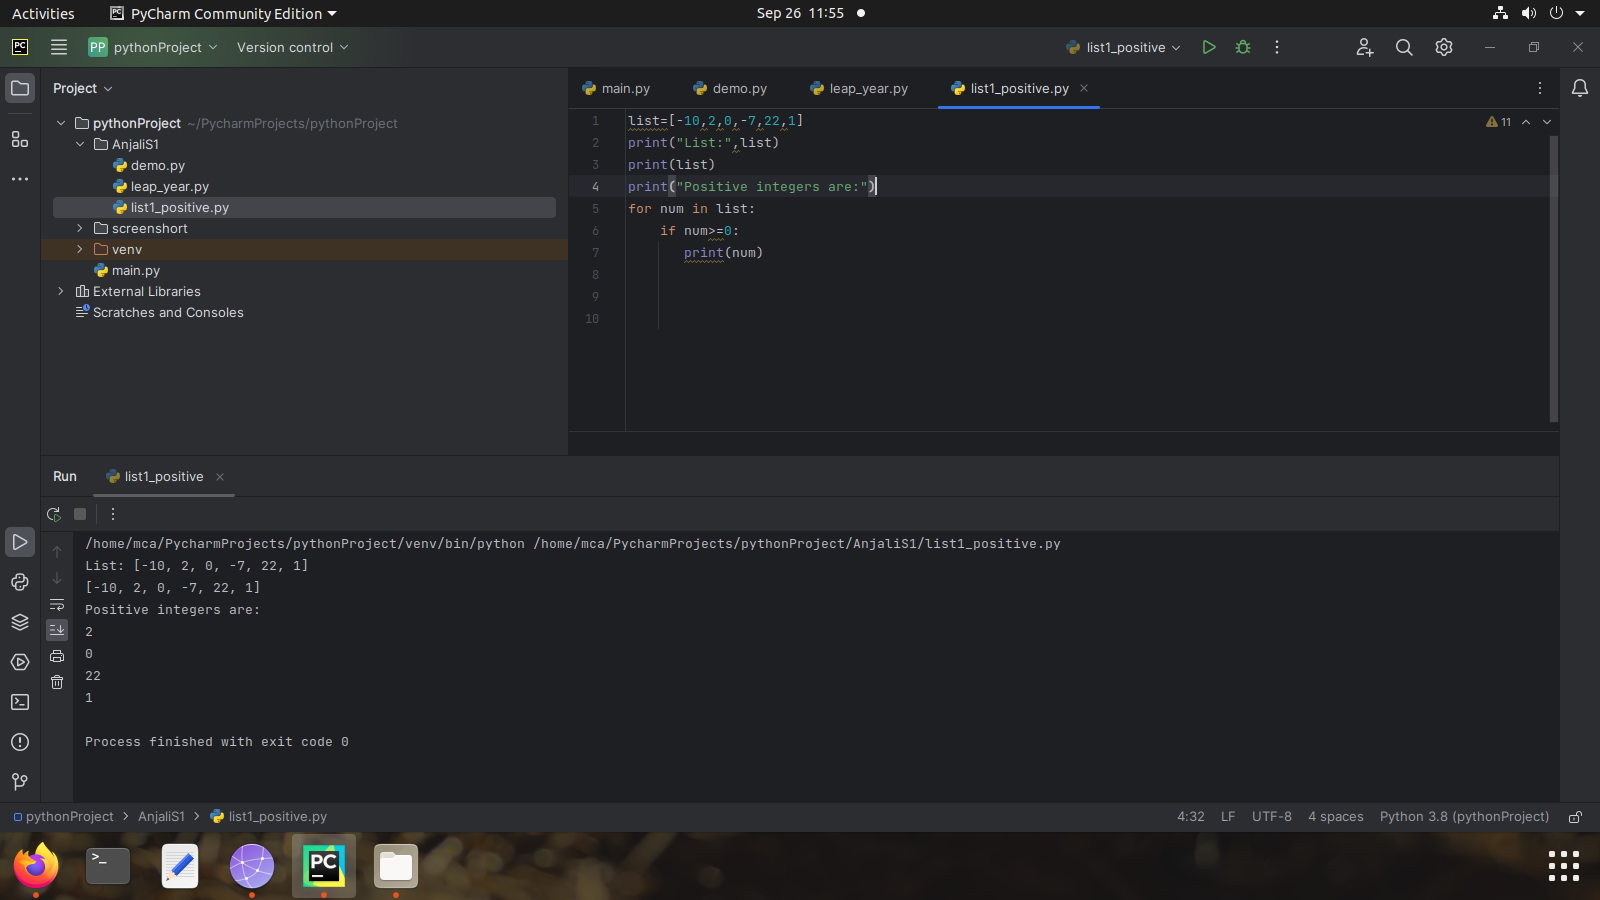 Activities PyCharm Community Edition Sep 26 11:55
PC PP pythonProject Version control list1_positive
Project main.py demo.py leap_year.py list1_positive.py
pythonProject ~/PycharmProjects/pythonProject
AnjaliS1
demo.py
leap_year.py
list1_positive.py
screenshort
venv
main.py
External Libraries
Scratches and Consoles
11
1 list=[-10,2,0,-7,22,1]
2 print("List:",list)
3 print(list)
4 print("Positive integers are:")
5 for num in list:
6 if num>=0:
7 print(num)
8
9
10
Run list1_positive
/home/mca/PycharmProjects/pythonProject/venv/bin/python /home/mca/PycharmProjects/pythonProject/AnjaliS1/list1_positive.py
List: [-10, 2, 0, -7, 22, 1]
[-10, 2, 0, -7, 22, 1]
Positive integers are:
2
0
22
1
Process finished with exit code 0
pythonProject AnjaliS1 list1_positive.py 4:32 LF UTF-8 4 spaces Python 3.8 (pythonProject)
>_ PC